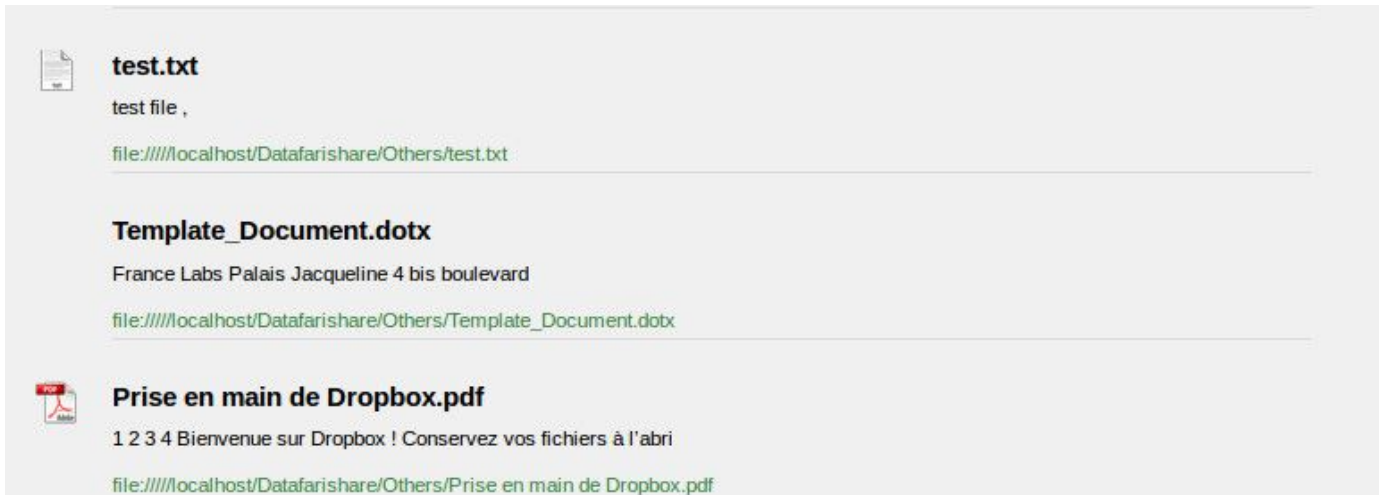 test.txt
test file ,
file://///localhost/Datafarishare/Others/test.txt
Template_Document.dotx
France Labs Palais Jacqueline 4 bis boulevard
file://///localhost/Datafarishare/Others/Template_Document.dotx
PDF
Adobe
Prise en main de Dropbox.pdf
1 2 3 4 Bienvenue sur Dropbox ! Conservez vos fichiers à l'abri
file://///localhost/Datafarishare/Others/Prise en main de Dropbox.pdf